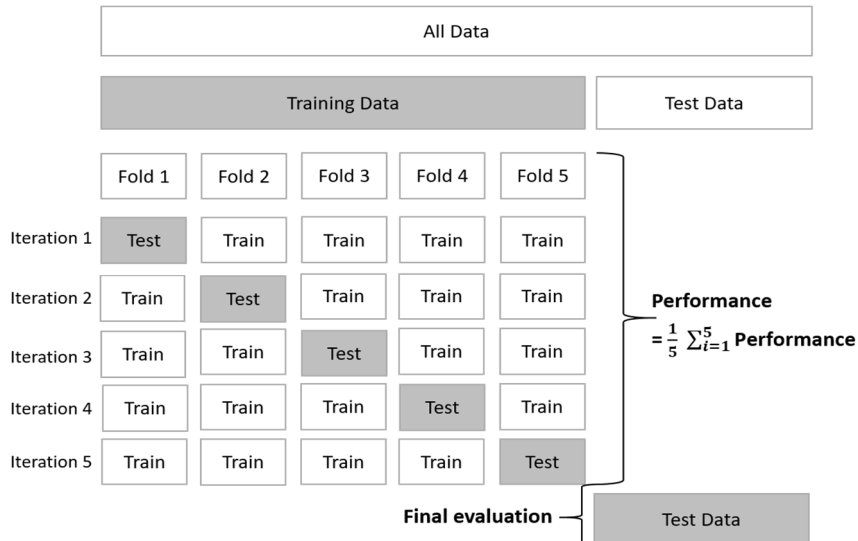 All Data
Training Data Test Data
Fold 1 Fold 2 Fold 3 Fold 4 Fold 5
Iteration 1 Test Train Train Train Train
Iteration 2 Train Test Train Train Train
Iteration 3 Train Train Test Train Train
Iteration 4 Train Train Train Test Train
Iteration 5 Train Train Train Train Test
Performance
= 1/5 ∑_{i=1}^{5} Performance
Final evaluation Test Data